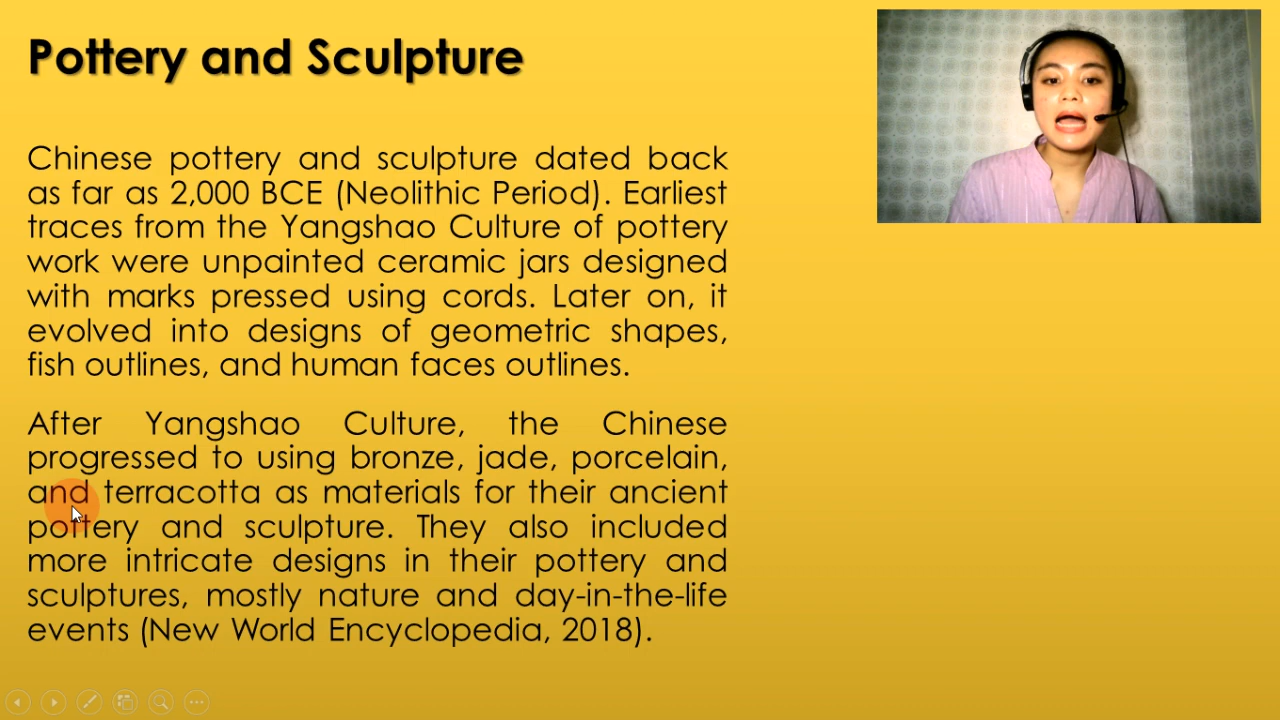 Pottery and Sculpture
Chinese pottery and sculpture dated back
as far as 2,000 BCE (Neolithic Period). Earliest
traces from the Yangshao Culture of pottery
work were unpainted ceramic jars designed
with marks pressed using cords. Later on, it
evolved into designs of geometric shapes,
fish outlines, and human faces outlines.
After Yangshao Culture, the Chinese
progressed to using bronze, jade, porcelain,
and terracotta as materials for their ancient
pottery and sculpture. They also included
more intricate designs in their pottery and
sculptures, mostly nature and day-in-the-life
events (New World Encyclopedia, 2018).